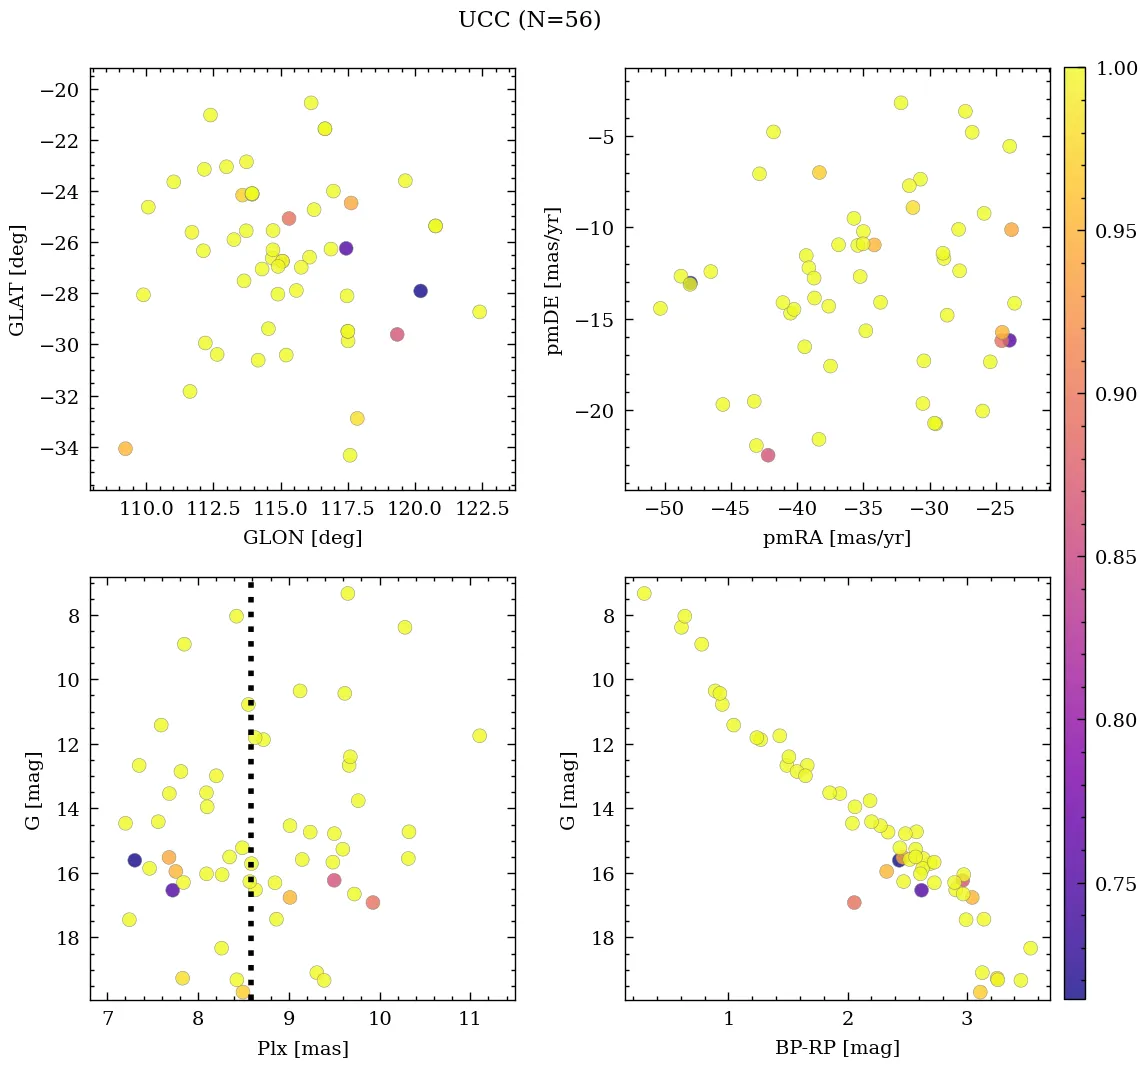 UCC (N=56)
−20
−22
−24
−26
−28
−30
−32
−34
GLAT [deg]
110.0 112.5 115.0 117.5 120.0 122.5
GLON [deg]
−5
−10
−15
−20
pmDE [mas/yr]
−50 −45 −40 −35 −30 −25
pmRA [mas/yr]
1.00
0.95
0.90
0.85
0.80
0.75
8
10
12
14
16
18
G [mag]
7 8 9 10 11
Plx [mas]
8
10
12
14
16
18
G [mag]
1 2 3
BP-RP [mag]